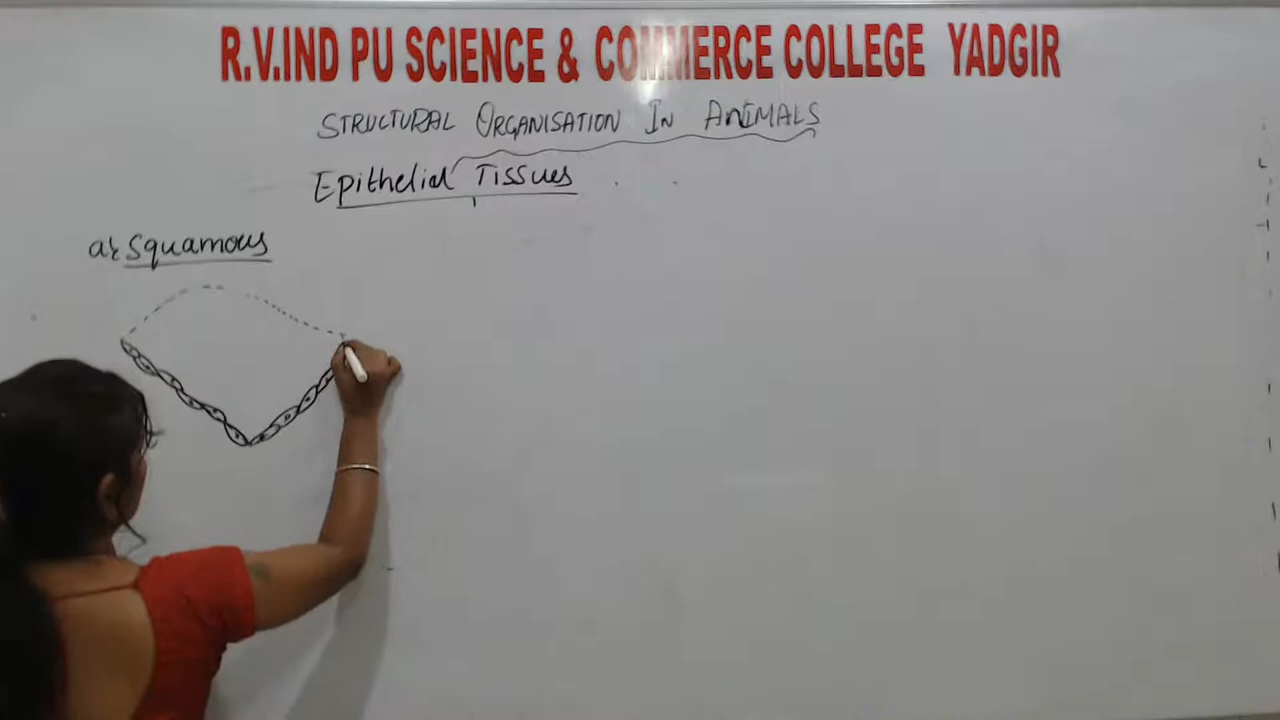 R.V.IND PU SCIENCE & COMMERCE COLLEGE YADGIR
STRUCTURAL ORGANISATION IN ANIMALS
Epithelial Tissues
a} Squamous